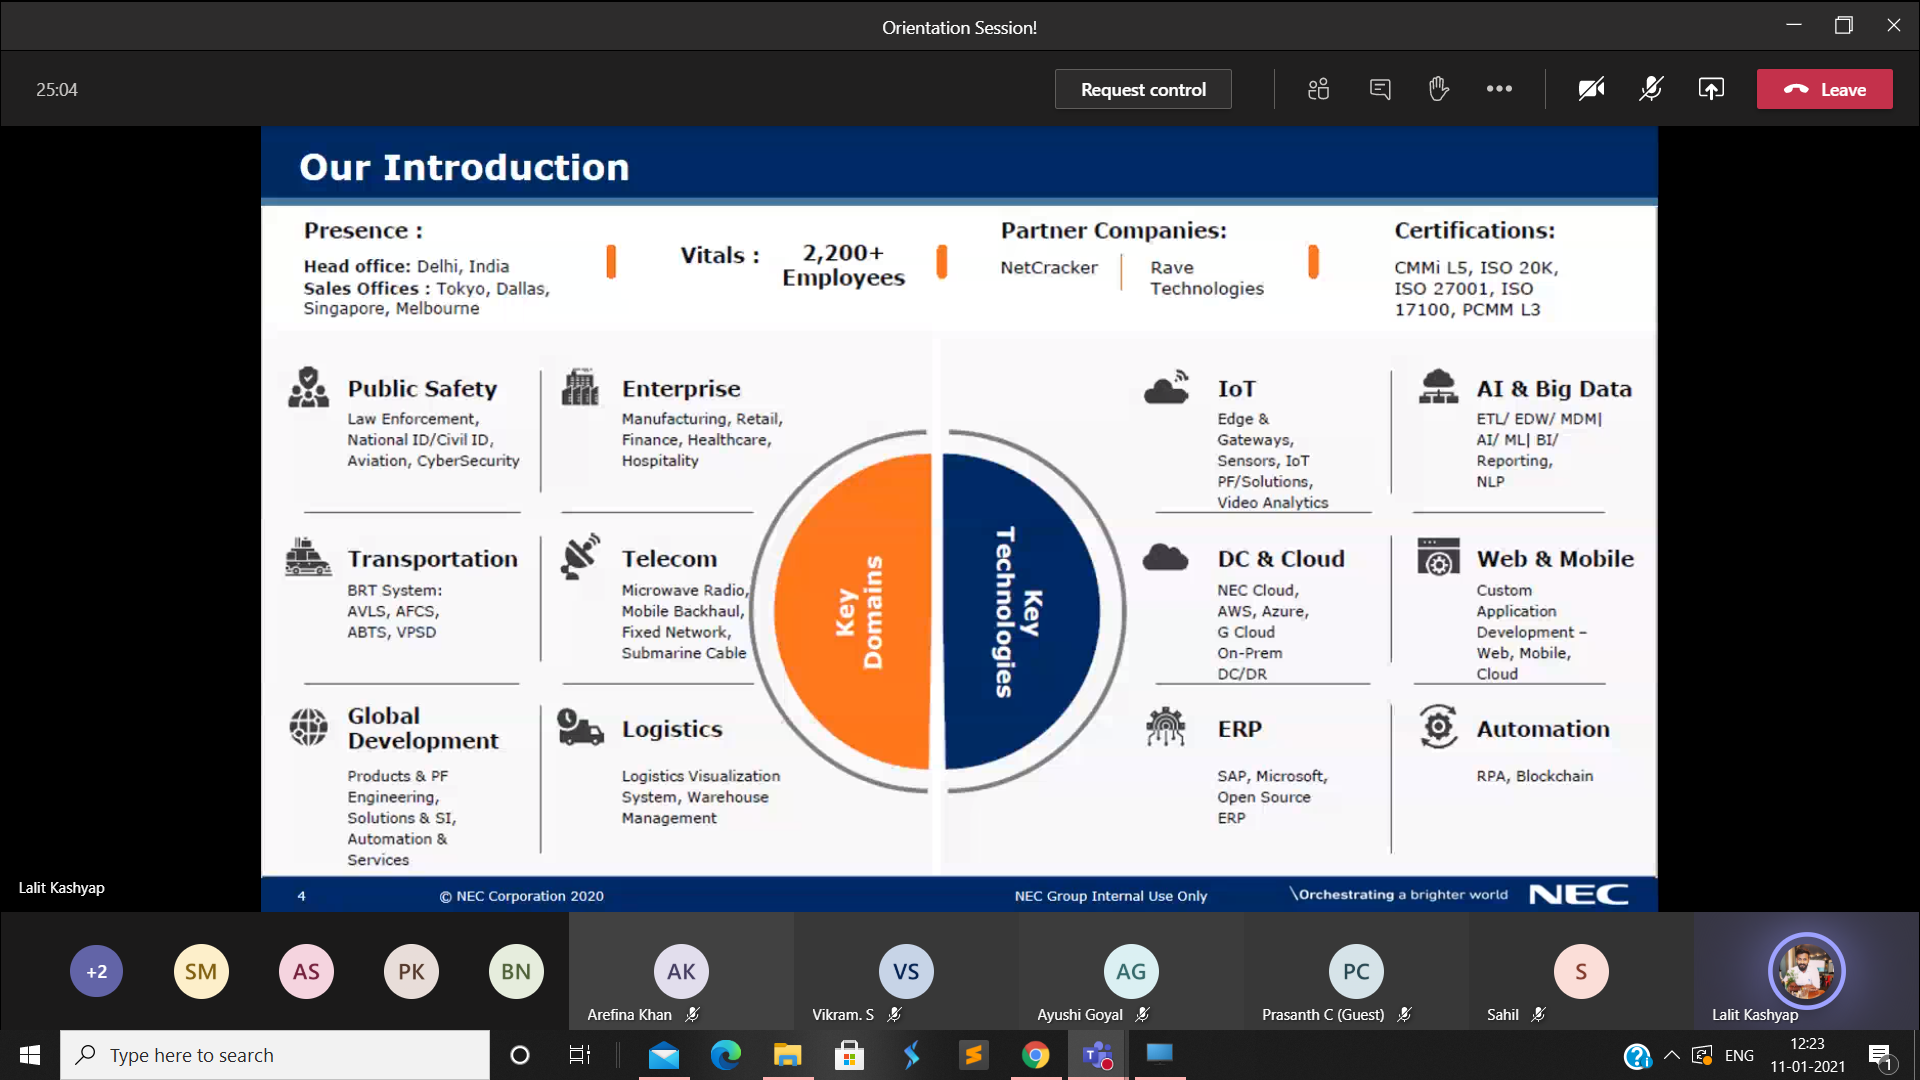 Orientation Session!
25:04
Request control
Leave
Our Introduction
Presence :
Head office: Delhi, India
Sales Offices : Tokyo, Dallas,
Singapore, Melbourne
Vitals :
2,200+
Employees
Partner Companies:
NetCracker
Rave
Technologies
Certifications:
CMMi L5, ISO 20K,
ISO 27001, ISO
17100, PCMM L3
Public Safety
Law Enforcement,
National ID/Civil ID,
Aviation, CyberSecurity
Enterprise
Manufacturing, Retail,
Finance, Healthcare,
Hospitality
Transportation
BRT System:
AVLS, AFCS,
ABTS, VPSD
Telecom
Microwave Radio,
Mobile Backhaul,
Fixed Network,
Submarine Cable
Global
Development
Products & PF
Engineering,
Solutions & SI,
Automation &
Services
Logistics
Logistics Visualization
System, Warehouse
Management
Key
Domains
Key
Technologies
IoT
Edge &
Gateways,
Sensors, IoT
PF/Solutions,
Video Analytics
AI & Big Data
ETL/ EDW/ MDM|
AI/ ML| BI/
Reporting,
NLP
DC & Cloud
NEC Cloud,
AWS, Azure,
G Cloud
On-Prem
DC/DR
Web & Mobile
Custom
Application
Development –
Web, Mobile,
Cloud
ERP
SAP, Microsoft,
Open Source
ERP
Automation
RPA, Blockchain
Lalit Kashyap
4
© NEC Corporation 2020
NEC Group Internal Use Only
\Orchestrating a brighter world
NEC
+2
SM
AS
PK
BN
AK
Arefina Khan
VS
Vikram. S
AG
Ayushi Goyal
PC
Prasanth C (Guest)
S
Sahil
Lalit Kashyap
Type here to search
ENG
12:23
11-01-2021
1